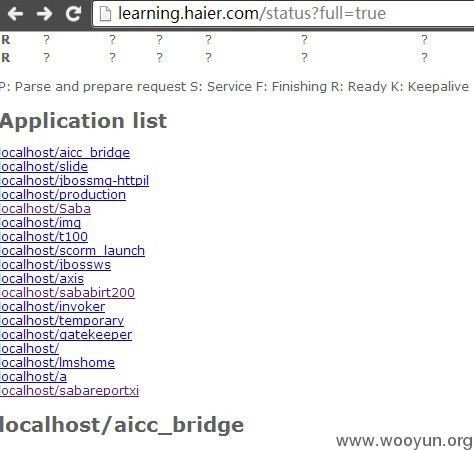 learning.haier.com/status?full=true
R ? ? ? ? ? ?
R ? ? ? ? ? ?
P: Parse and prepare request S: Service F: Finishing R: Ready K: Keepalive
Application list
localhost/aicc_bridge
localhost/slide
localhost/jbossmq-httpil
localhost/production
localhost/Saba
localhost/img
localhost/t100
localhost/scorm_launch
localhost/jbossws
localhost/axis
localhost/sababirt200
localhost/invoker
localhost/temporary
localhost/gatekeeper
localhost/
localhost/lmshome
localhost/a
localhost/sabareportxi
localhost/aicc_bridge
www.wooyun.org